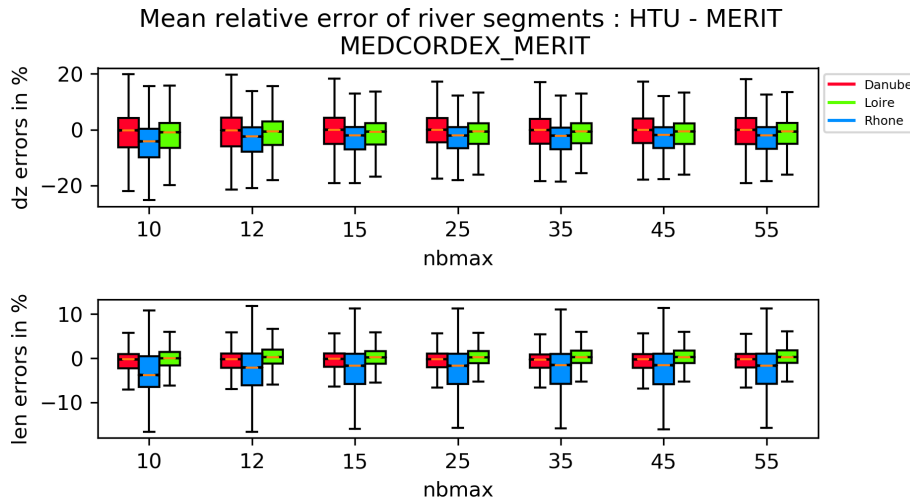 Mean relative error of river segments : HTU - MERIT
MEDCORDEX_MERIT
dz errors in %
20
0
−20
10 12 15 25 35 45 55
nbmax
Danube
Loire
Rhone
len errors in %
10
0
−10
10 12 15 25 35 45 55
nbmax